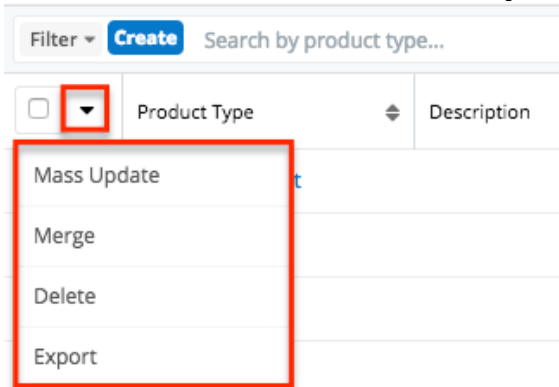 Filter Create Search by product type...
Product Type Description
Mass Update
t
Merge
Delete
Export